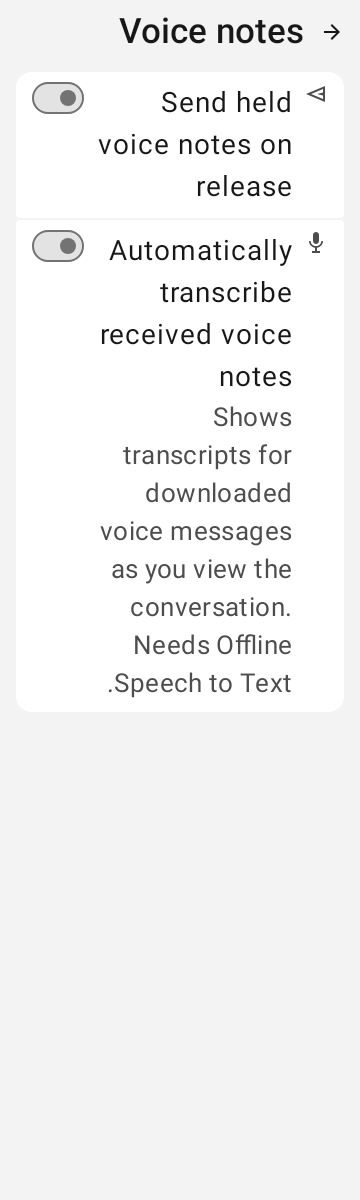 Voice notes
Send held
voice notes on
release
Automatically
transcribe
received voice
notes
Shows
transcripts for
downloaded
voice messages
as you view the
conversation.
Needs Offline
.Speech to Text